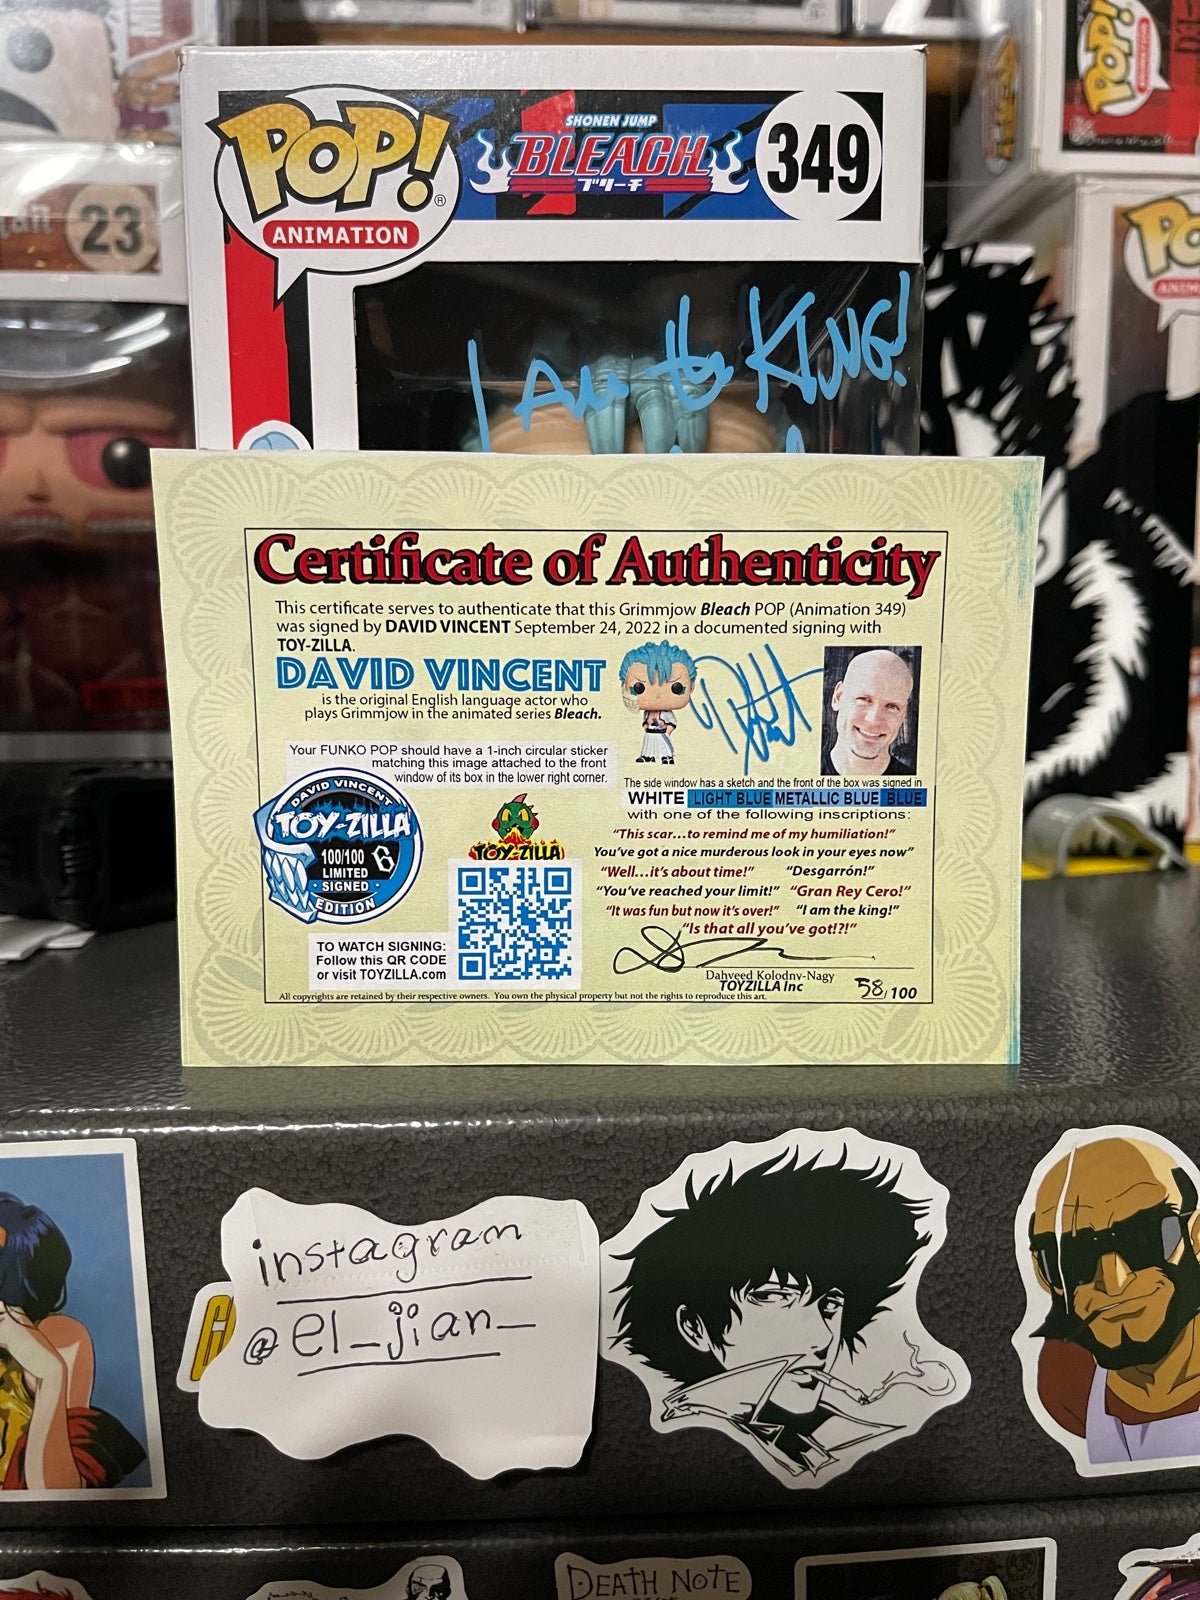 POP!
®
ANIMATION
SHONEN JUMP
BLEACH
ブリーチ
349
23
I AM the KING!
Certificate of Authenticity
This certificate serves to authenticate that this Grimmjow Bleach POP (Animation 349)
was signed by DAVID VINCENT September 24, 2022 in a documented signing with
TOY-ZILLA.
DAVID VINCENT
is the original English language actor who
plays Grimmjow in the animated series Bleach.
Your FUNKO POP should have a 1-inch circular sticker
matching this image attached to the front
window of its box in the lower right corner.
DAVID VINCENT
TOY-ZILLA
100/100 6
LIMITED
SIGNED
EDITION
TOY-ZILLA
TO WATCH SIGNING:
Follow this QR CODE
or visit TOYZILLA.com
The side window has a sketch and the front of the box was signed in
WHITE LIGHT BLUE METALLIC BLUE BLUE
with one of the following inscriptions:
"This scar...to remind me of my humiliation!"
You've got a nice murderous look in your eyes now"
"Well...it's about time!" "Desgarrón!"
"You've reached your limit!" "Gran Rey Cero!"
"It was fun but now it's over!" "I am the king!"
"Is that all you've got!?!"
Dahveed Kolodny-Nagy
TOYZILLA Inc
58/100
All copyrights are retained by their respective owners. You own the physical property but not the rights to reproduce this art.
instagram
@el_jian_
DEATH NOTE